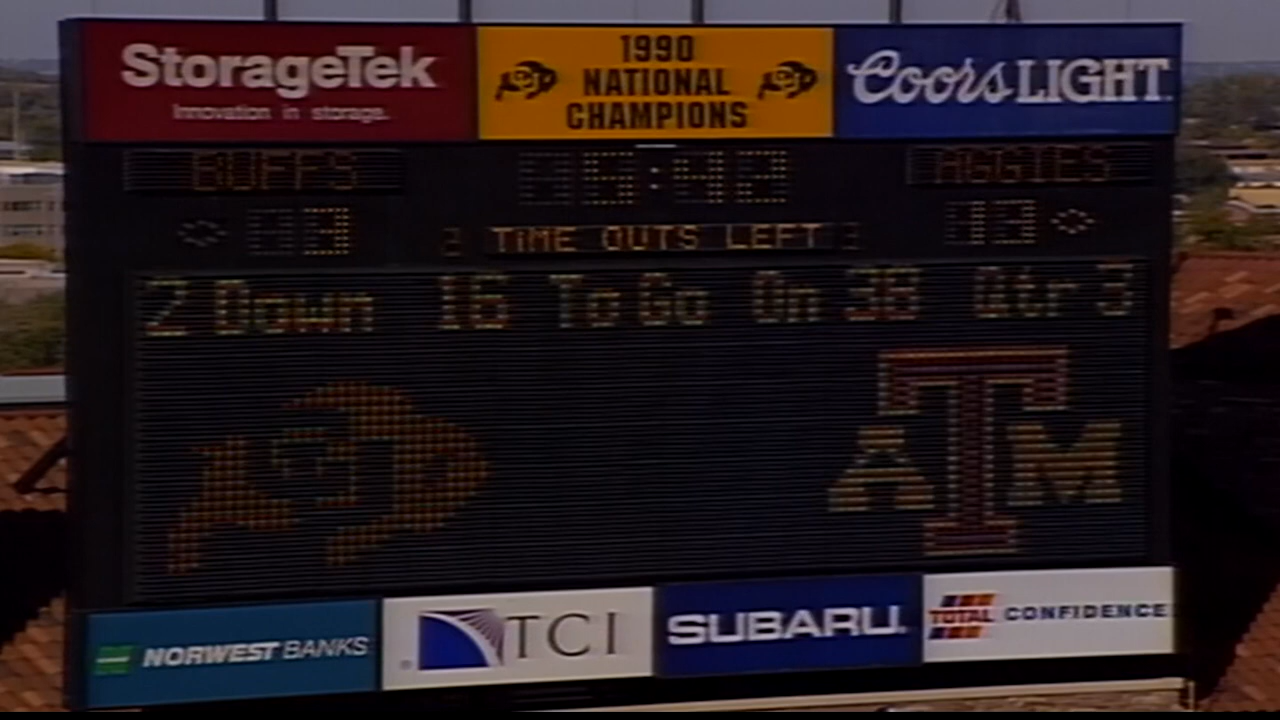 StorageTek
Innovation in storage.
1990
NATIONAL
CHAMPIONS
Coors LIGHT
BUFFS
AGGIES
TIME OUTS LEFT
2 Down 16 To Go On 38 Qtr 3
A T M
NORWEST BANKS
TCI
SUBARU
TOTAL CONFIDENCE